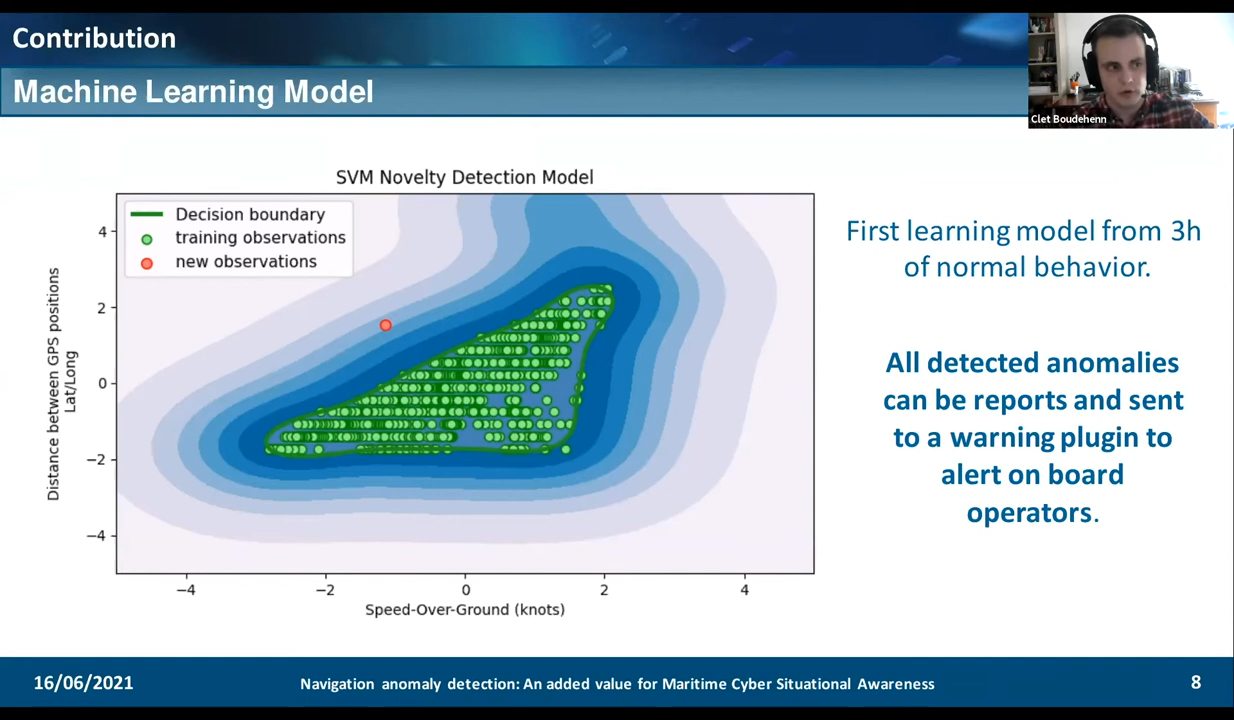 Contribution
Machine Learning Model
Clet Boudehenn
SVM Novelty Detection Model
Decision boundary
training observations
new observations
4
2
0
−2
−4
Distance between GPS positions
Lat/Long
−4
−2
0
2
4
Speed-Over-Ground (knots)
First learning model from 3h
of normal behavior.
All detected anomalies
can be reports and sent
to a warning plugin to
alert on board
operators.
16/06/2021
Navigation anomaly detection: An added value for Maritime Cyber Situational Awareness
8